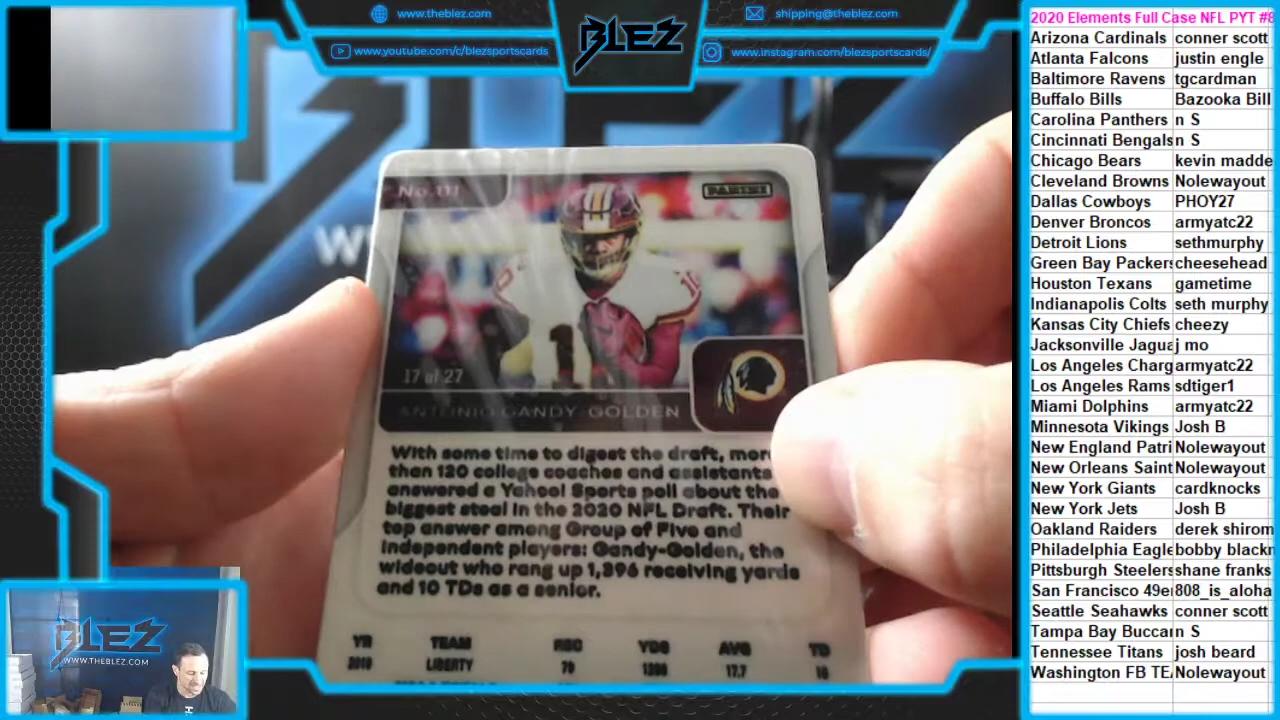 www.theblez.com
www.youtube.com/c/blezsportscards
BLEZ
shipping@theblez.com
www.instagram.com/blezsportscards/
No. 111
PANINI
17 of 27
ANTONIO GANDY-GOLDEN
With some time to digest the draft, more
than 120 college coaches and assistants
answered a Yahoo! Sports poll about the
biggest steal in the 2020 NFL Draft. Their
top answer among Group of Five and
Independent players: Gandy-Golden, the
wideout who rang up 1,396 receiving yards
and 10 TDs as a senior.
YR TEAM REC YDS AVG TD
2019 LIBERTY 79 1396 17.7 10
BLEZ
WWW.THEBLEZ.COM
2020 Elements Full Case NFL PYT #8
Arizona Cardinals conner scott
Atlanta Falcons justin engle
Baltimore Ravens tgcardman
Buffalo Bills Bazooka Bill
Carolina Panthers n S
Cincinnati Bengals n S
Chicago Bears kevin madde
Cleveland Browns Nolewayout
Dallas Cowboys PHOY27
Denver Broncos armyatc22
Detroit Lions sethmurphy
Green Bay Packers cheesehead
Houston Texans gametime
Indianapolis Colts seth murphy
Kansas City Chiefs cheezy
Jacksonville Jagua j mo
Los Angeles Charg armyatc22
Los Angeles Rams sdtiger1
Miami Dolphins armyatc22
Minnesota Vikings Josh B
New England Patri Nolewayout
New Orleans Saint Nolewayout
New York Giants cardknocks
New York Jets Josh B
Oakland Raiders derek shirom
Philadelphia Eagle bobby blackn
Pittsburgh Steelers shane franks
San Francisco 49e 808_is_aloha
Seattle Seahawks conner scott
Tampa Bay Buccan n S
Tennessee Titans josh beard
Washington FB TEA Nolewayout